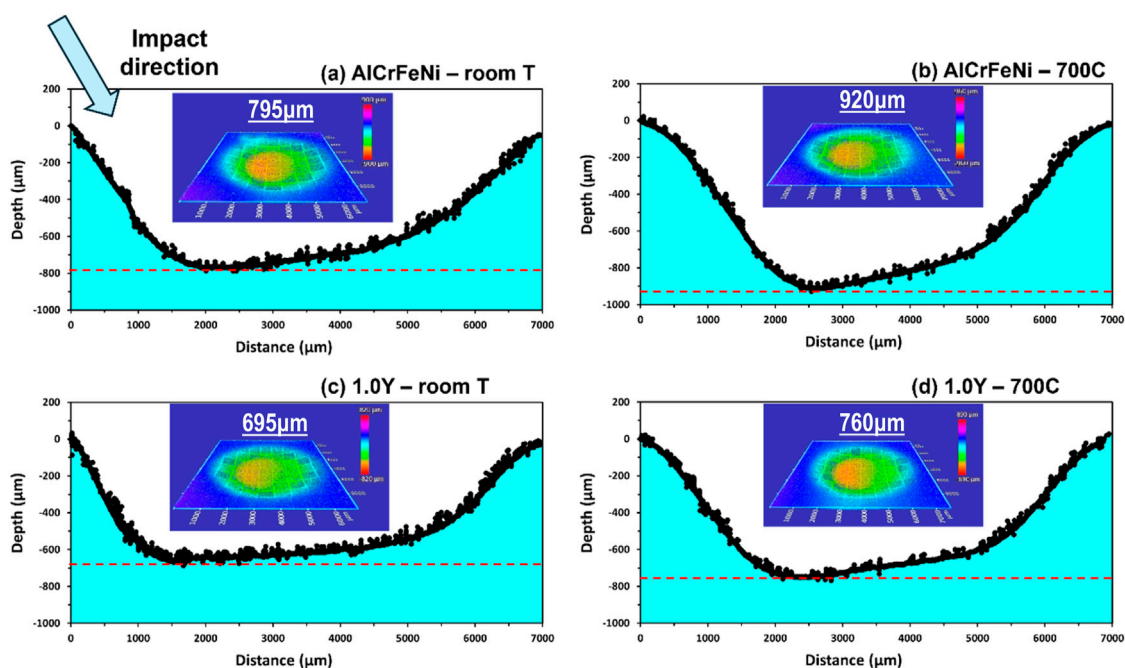 Impact
direction
(a) AlCrFeNi – room T
795µm
200
0
-200
-400
-600
-800
-1000
Depth (µm)
0 1000 2000 3000 4000 5000 6000 7000
Distance (µm)
(b) AlCrFeNi – 700C
920µm
200
0
-200
-400
-600
-800
-1000
Depth (µm)
0 1000 2000 3000 4000 5000 6000 7000
Distance (µm)
(c) 1.0Y – room T
695µm
820 µm
-820 µm
200
0
-200
-400
-600
-800
-1000
Depth (µm)
0 1000 2000 3000 4000 5000 6000 7000
Distance (µm)
(d) 1.0Y – 700C
760µm
200
0
-200
-400
-600
-800
-1000
Depth (µm)
0 1000 2000 3000 4000 5000 6000 7000
Distance (µm)